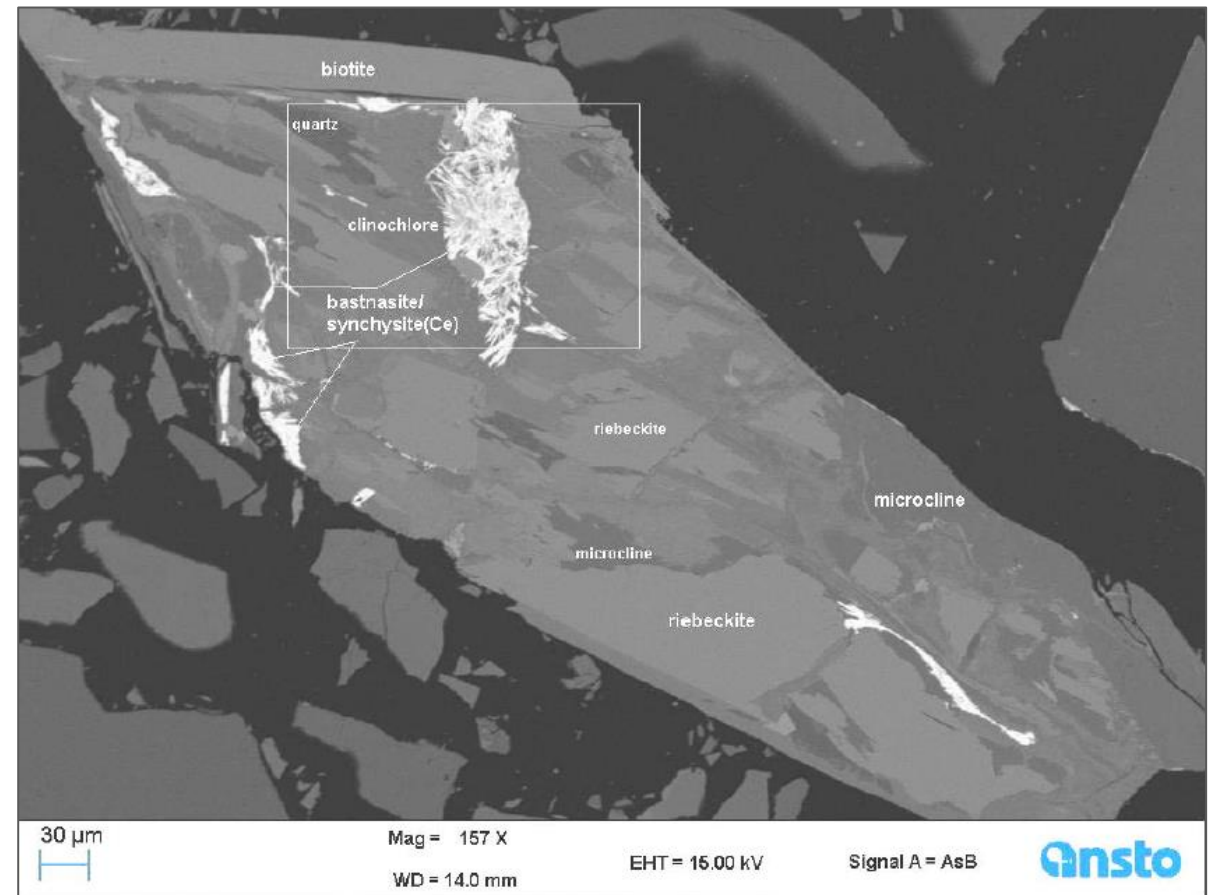 biotite
quartz
clinochlore
bastnasite/
synchysite(Ce)
riebeckite
microcline
microcline
riebeckite
30 µm
Mag = 157 X
WD = 14.0 mm
EHT = 15.00 kV
Signal A = AsB
ansto